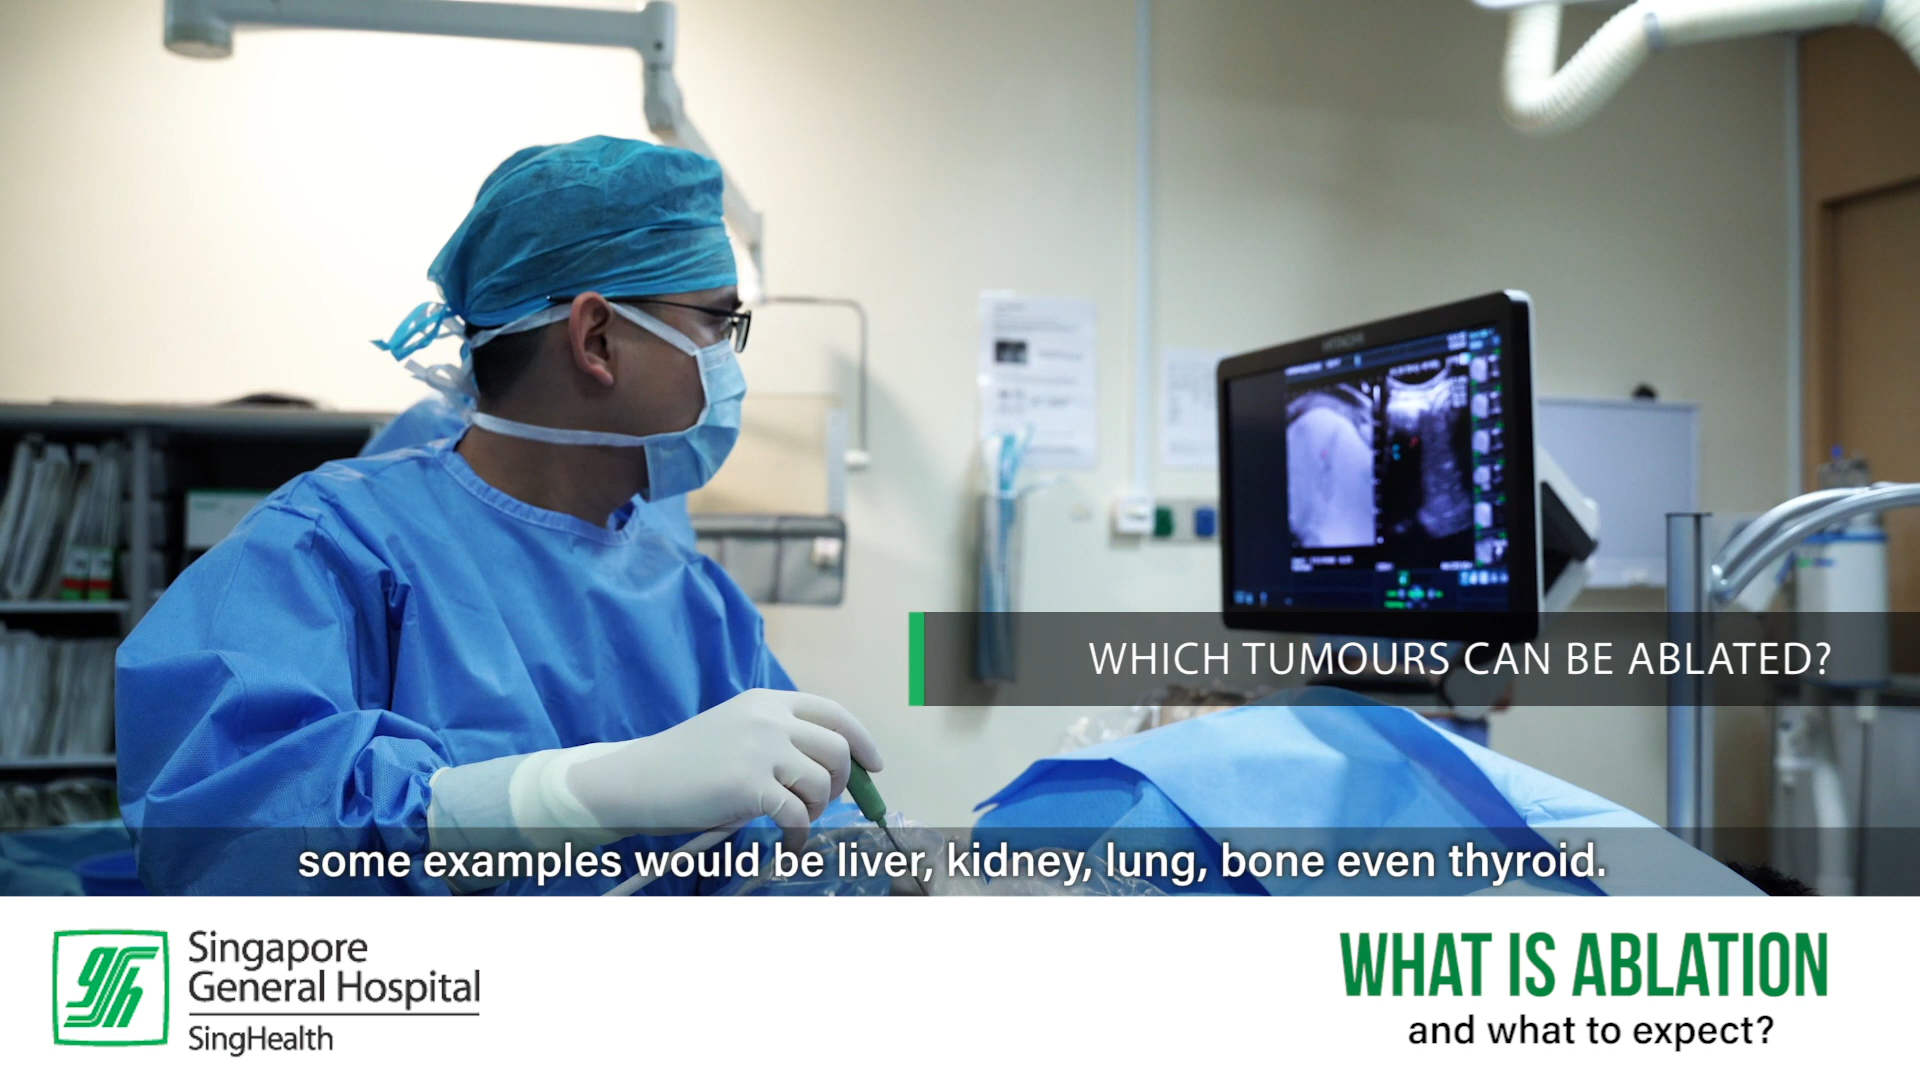 WHICH TUMOURS CAN BE ABLATED?
some examples would be liver, kidney, lung, bone even thyroid.
Singapore
General Hospital
SingHealth
WHAT IS ABLATION
and what to expect?